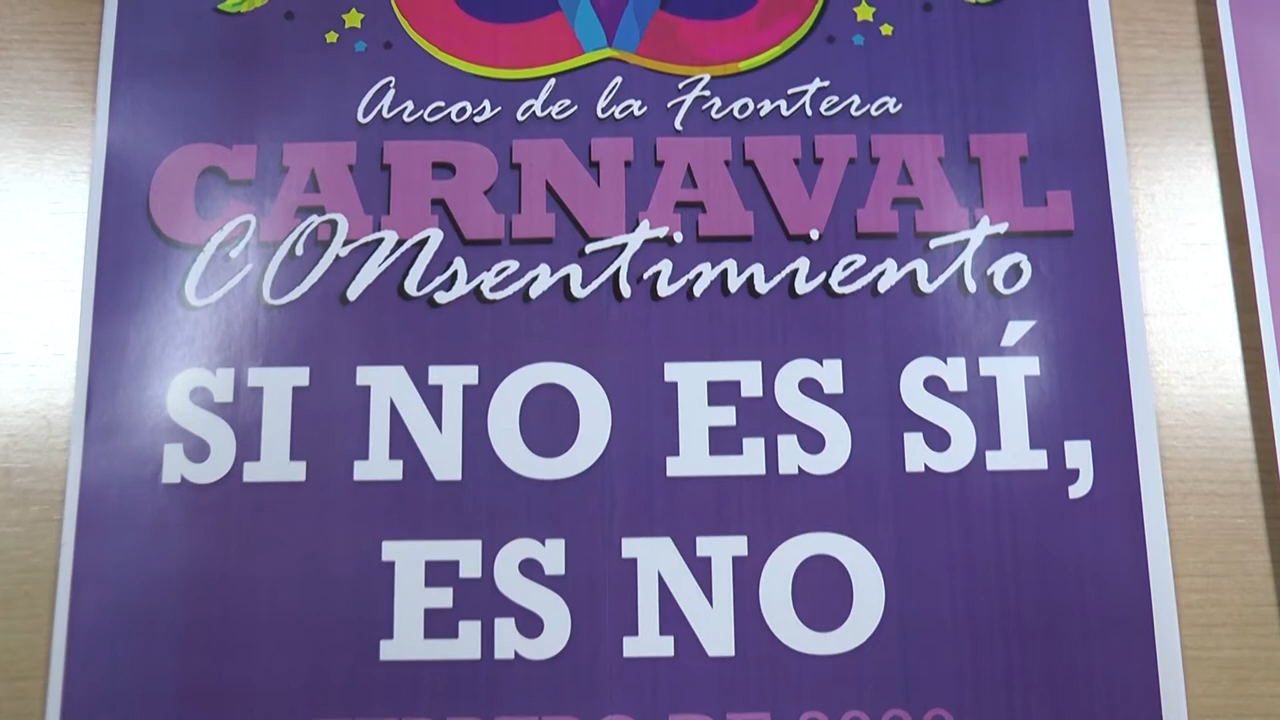 Arcos de la Frontera
CARNAVAL
CONsentimiento
SI NO ES SÍ,
ES NO